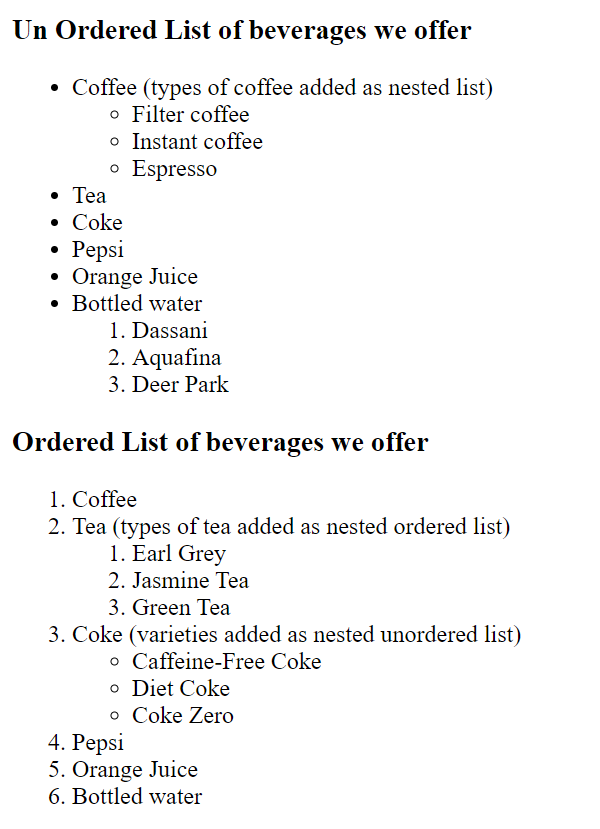 Un Ordered List of beverages we offer
• Coffee (types of coffee added as nested list)
○ Filter coffee
○ Instant coffee
○ Espresso
• Tea
• Coke
• Pepsi
• Orange Juice
• Bottled water
1. Dassani
2. Aquafina
3. Deer Park
Ordered List of beverages we offer
1. Coffee
2. Tea (types of tea added as nested ordered list)
1. Earl Grey
2. Jasmine Tea
3. Green Tea
3. Coke (varieties added as nested unordered list)
○ Caffeine-Free Coke
○ Diet Coke
○ Coke Zero
4. Pepsi
5. Orange Juice
6. Bottled water